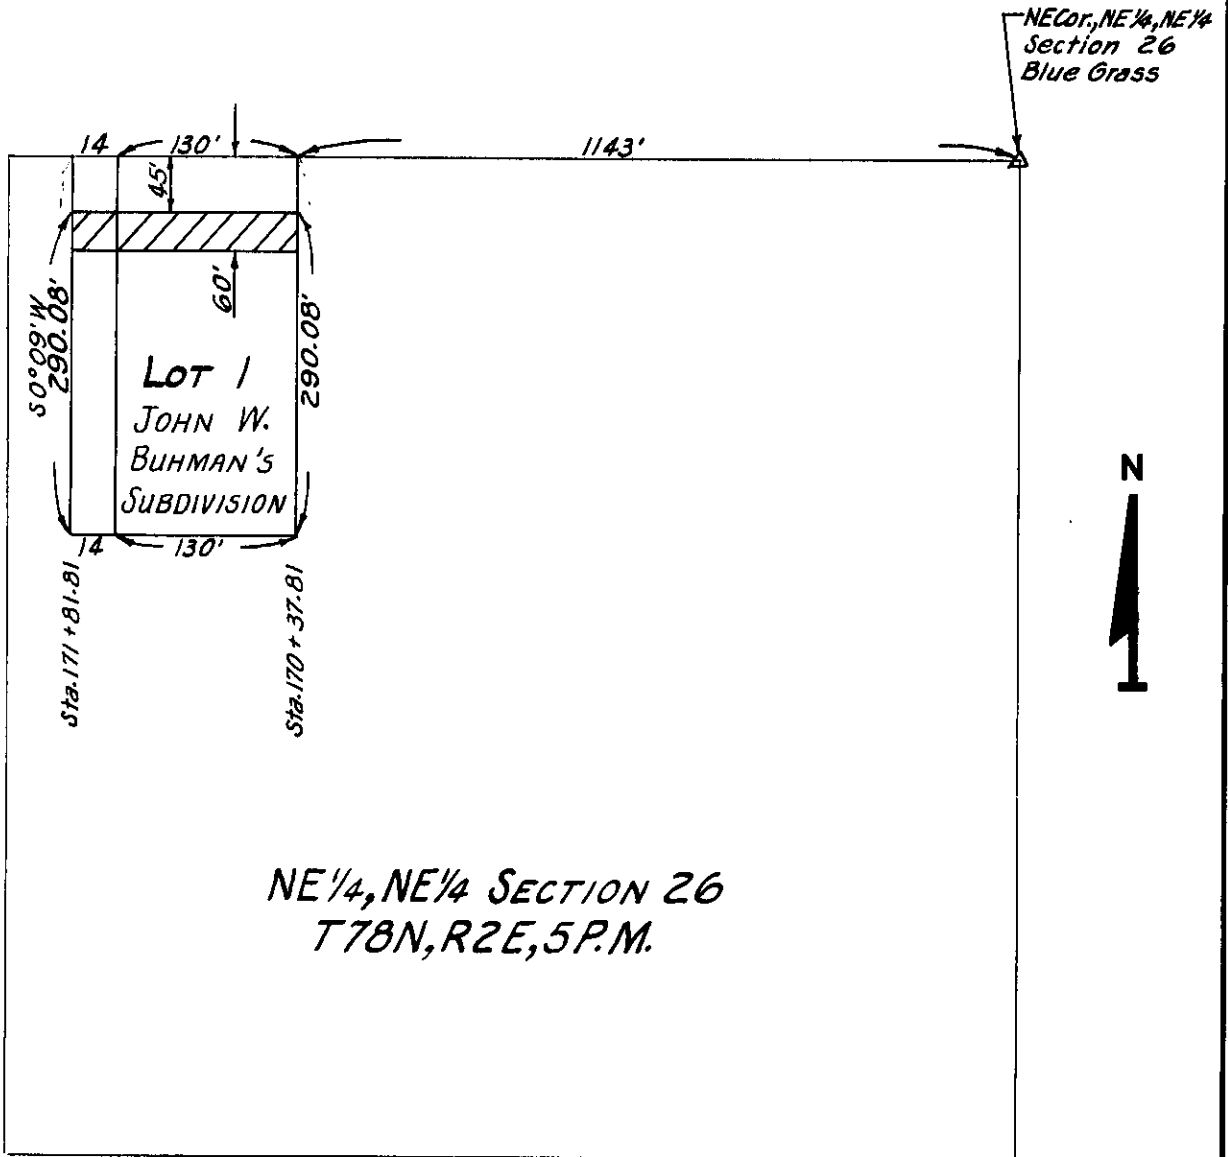 NECor.,NE¼,NE¼
Section 26
Blue Grass
14
130'
1143'
45'
60'
S0°09'W
290.08'
290.08'
LOT 1
JOHN W.
BUHMAN'S
SUBDIVISION
N
14
130'
Sta.171+81.81
Sta.170+37.81
NE¼,NE¼ SECTION 26
T78N,R2E,5P.M.